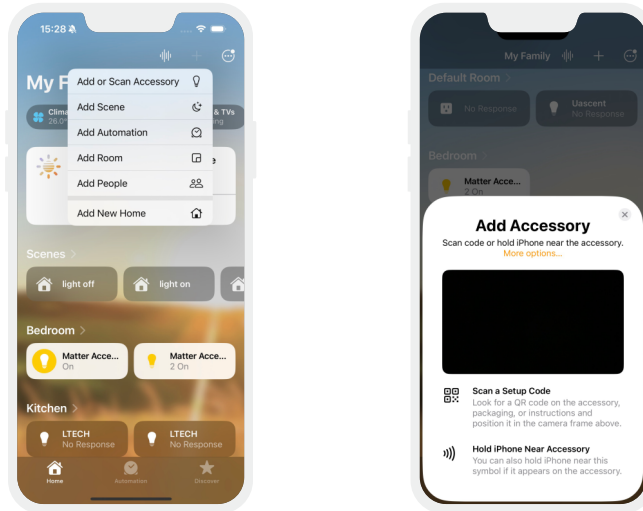 15:28
My F
Add or Scan Accessory
Add Scene
Add Automation
Add Room
Add People
Add New Home
Clima
26.0°
& TVs
ing
e
Scenes >
light off
light on
Bedroom >
Matter Acce...
On
Matter Acce...
2 On
Kitchen >
LTECH
No Response
LTECH
No Response
Home
Automation
Discover
My Family
Default Room >
No Response
Uascent
No Response
Bedroom >
Matter Acce...
2 On
Add Accessory
Scan code or hold iPhone near the accessory.
More options...
Scan a Setup Code
Look for a QR code on the accessory,
packaging, or instructions and
position it in the camera frame above.
Hold iPhone Near Accessory
You can also hold iPhone near this
symbol if it appears on the accessory.